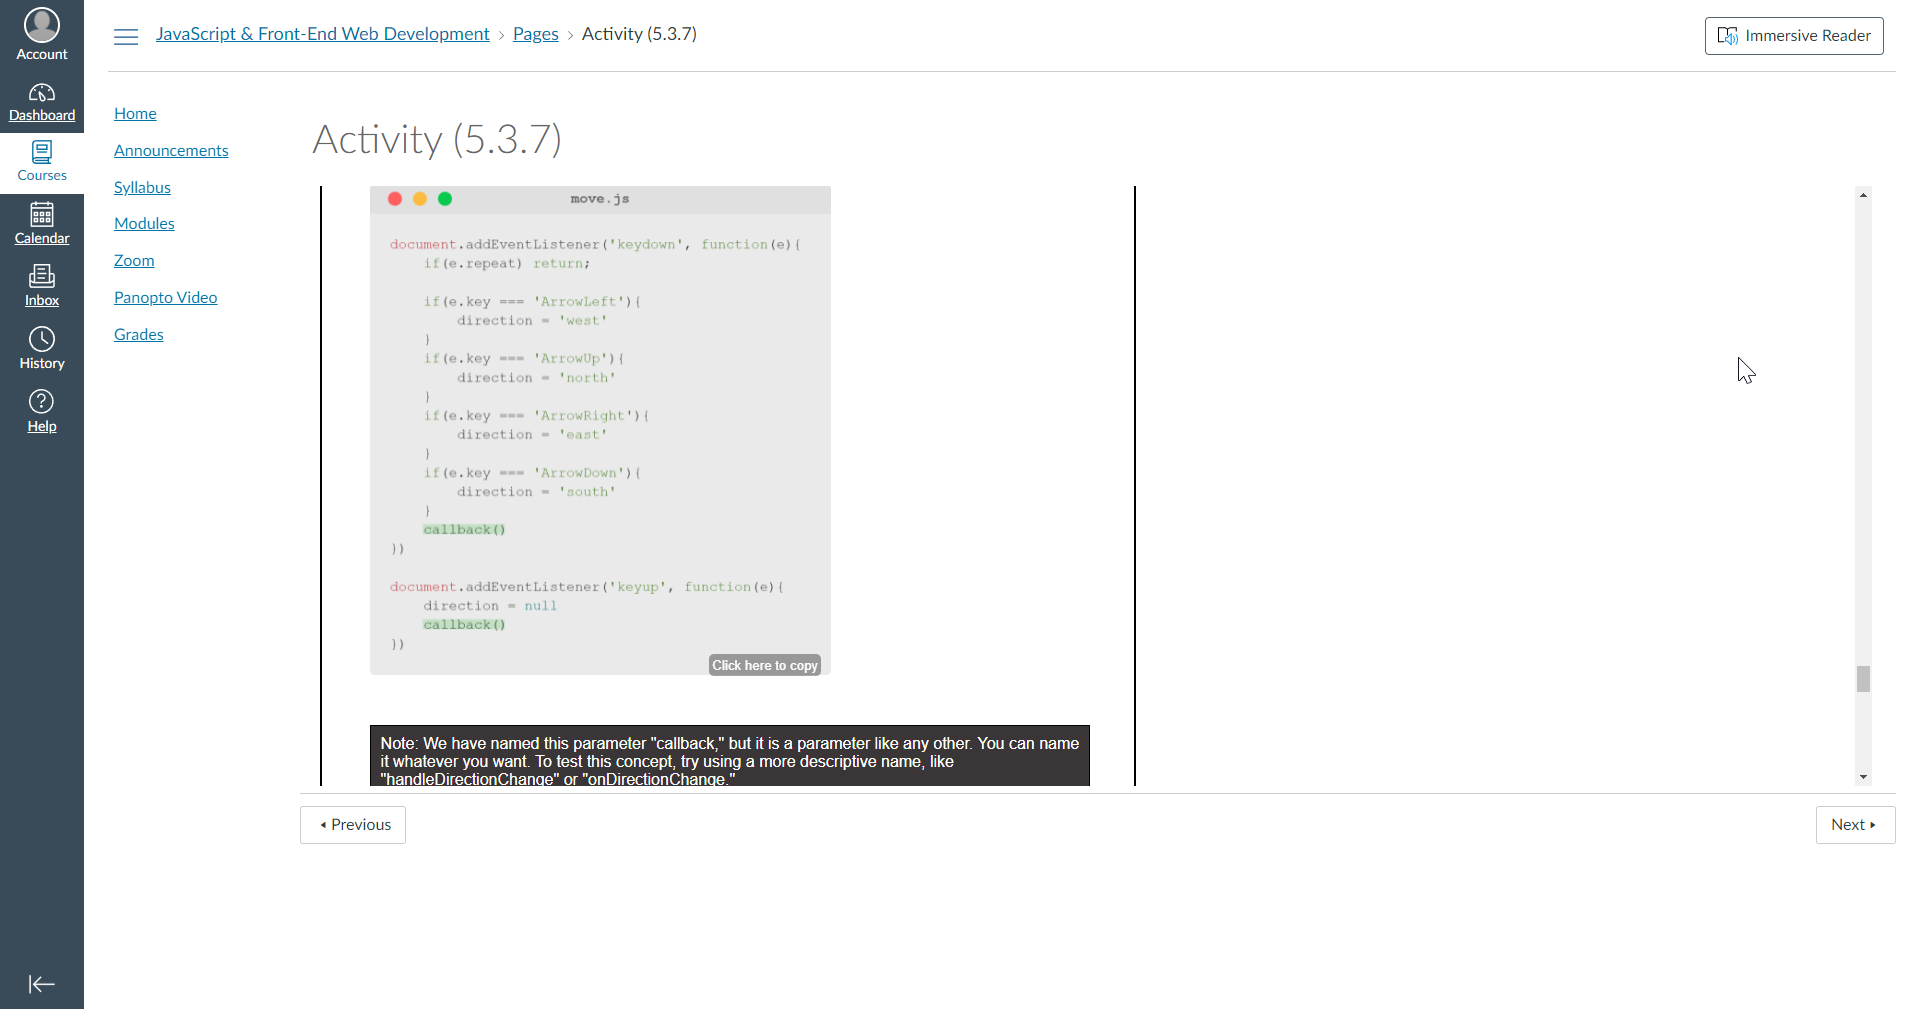 Account
Dashboard
Courses
Calendar
Inbox
History
Help
JavaScript & Front-End Web Development › Pages › Activity (5.3.7)
Immersive Reader
Home
Announcements
Syllabus
Modules
Zoom
Panopto Video
Grades
Activity (5.3.7)
move.js
document.addEventListener('keydown', function(e){
    if(e.repeat) return;
    if(e.key === 'ArrowLeft'){
        direction = 'west'
    }
    if(e.key === 'ArrowUp'){
        direction = 'north'
    }
    if(e.key === 'ArrowRight'){
        direction = 'east'
    }
    if(e.key === 'ArrowDown'){
        direction = 'south'
    }
    callback()
})
document.addEventListener('keyup', function(e){
    direction = null
    callback()
})
Click here to copy
Note: We have named this parameter "callback," but it is a parameter like any other. You can name
it whatever you want. To test this concept, try using a more descriptive name, like
"handleDirectionChange" or "onDirectionChange."
Previous
Next